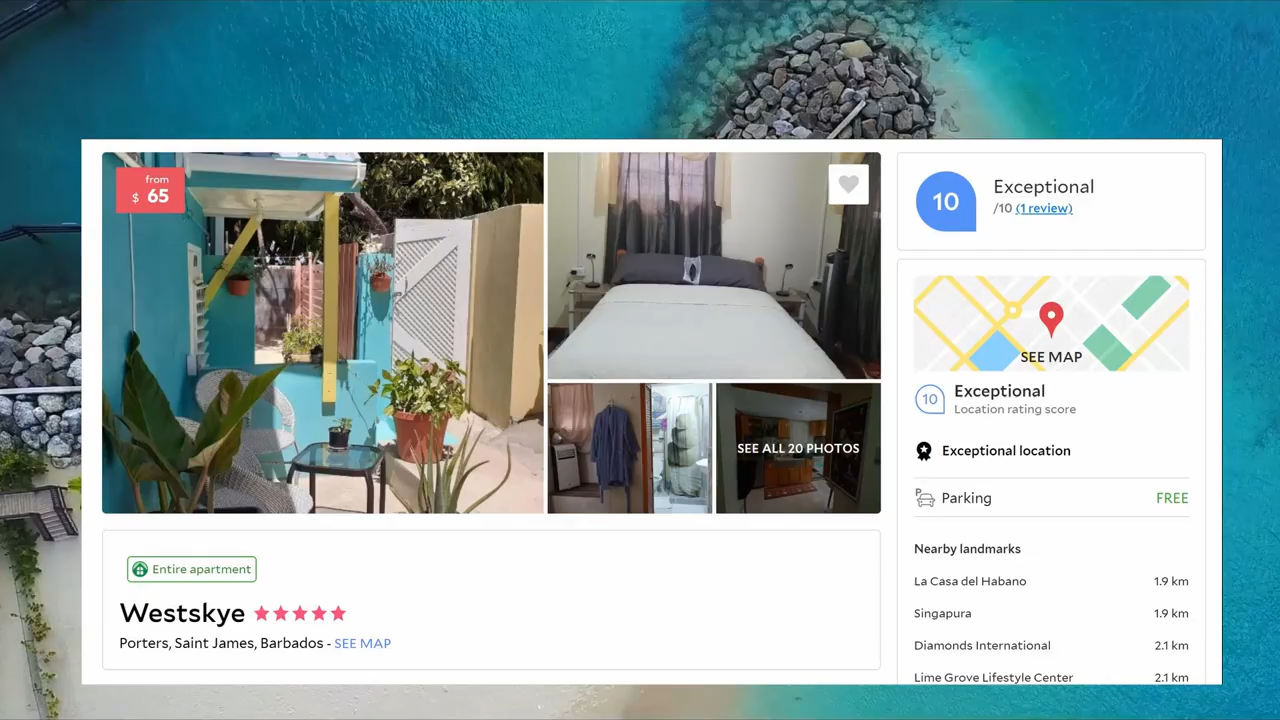 from
$ 65
SEE ALL 20 PHOTOS
Entire apartment
Westskye
Porters, Saint James, Barbados - SEE MAP
10
Exceptional
/10 (1 review)
SEE MAP
10
Exceptional
Location rating score
Exceptional location
P
Parking FREE
Nearby landmarks
La Casa del Habano 1.9 km
Singapura 1.9 km
Diamonds International 2.1 km
Lime Grove Lifestyle Center 2.1 km